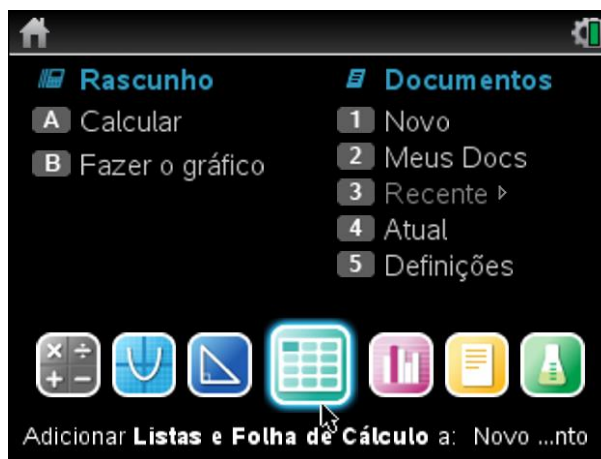 Rascunho
A Calcular
B Fazer o gráfico
Documentos
1 Novo
2 Meus Docs
3 Recente ▹
4 Atual
5 Definições
Adicionar Listas e Folha de Cálculo a: Novo ...nto